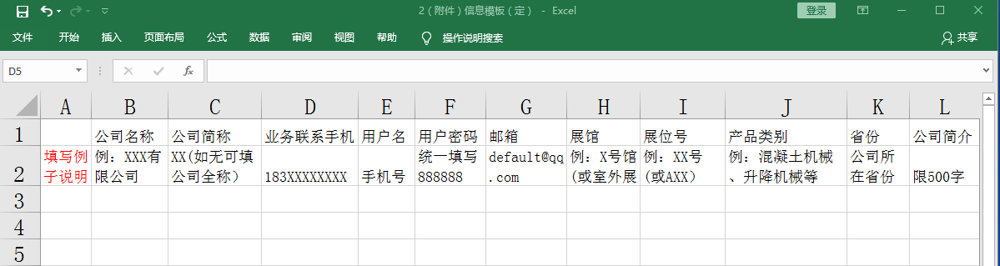 2（附件）信息模板（定） - Excel
登录
文件 开始 插入 页面布局 公式 数据 审阅 视图 帮助 操作说明搜索 共享
D5 fx
A B C D E F G H I J K L
1 公司名称 公司简称 业务联系手机 用户名 用户密码 邮箱 展馆 展位号 产品类别 省份 公司简介
填写例 例：XXX有 XX(如无可填 统一填写 default@qq 例：X号馆 例：XX号 例：混凝土机械 公司所
2 子说明 限公司 公司全称） 183XXXXXXXX 手机号 888888 .com (或室外展 (或AXX） 、升降机械等 在省份 限500字
3
4
5